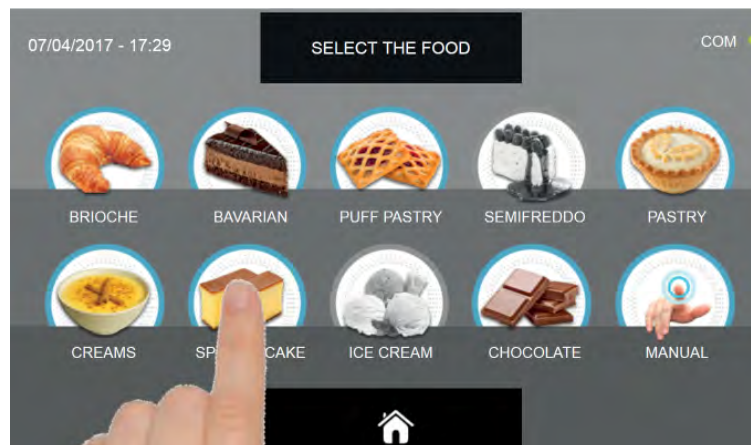 07/04/2017 - 17:29
SELECT THE FOOD
COM
BRIOCHE
BAVARIAN
PUFF PASTRY
SEMIFREDDO
PASTRY
CREAMS
CAKE
ICE CREAM
CHOCOLATE
MANUAL